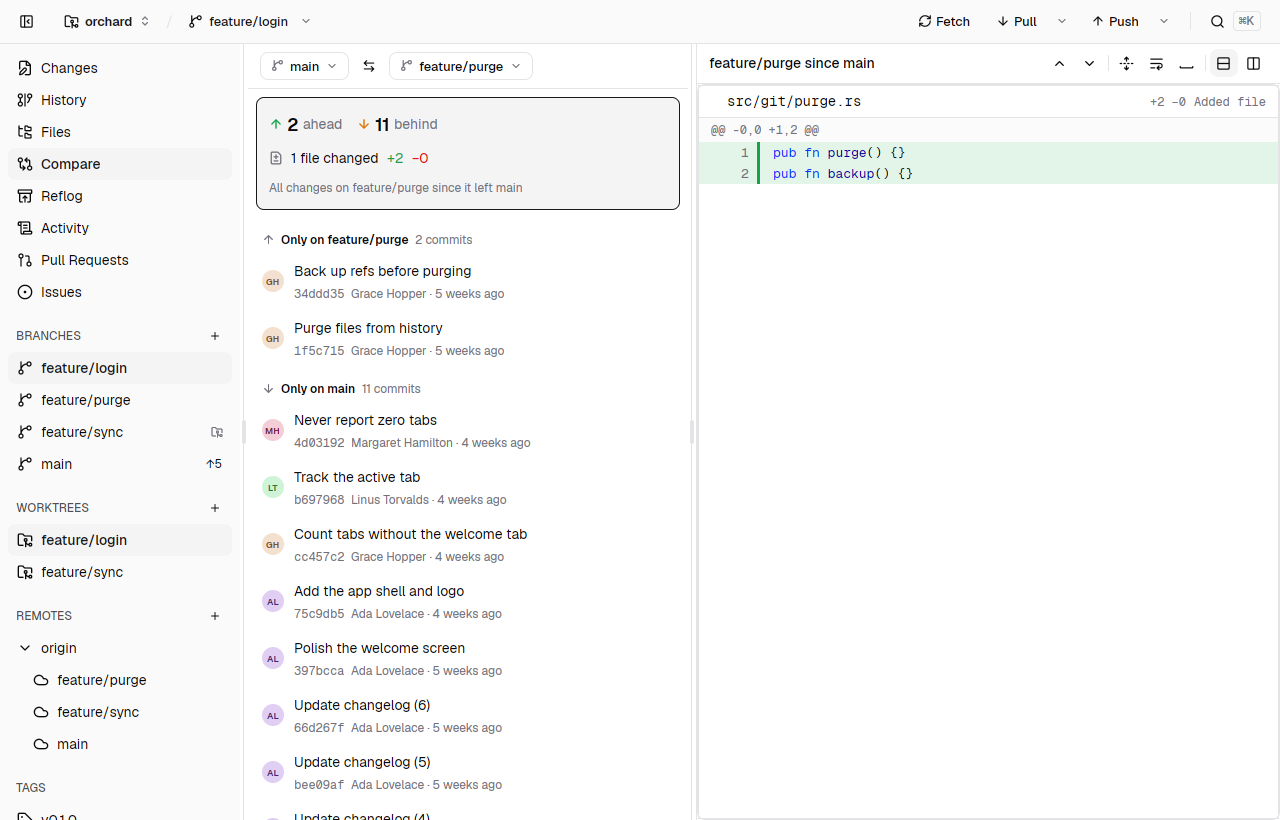 orchard / feature/login
Fetch Pull Push ⌘K
Changes
History
Files
Compare
Reflog
Activity
Pull Requests
Issues
BRANCHES
feature/login
feature/purge
feature/sync
main ↑5
WORKTREES
feature/login
feature/sync
REMOTES
origin
feature/purge
feature/sync
main
TAGS
v0.1.0
main feature/purge
2 ahead 11 behind
1 file changed +2 −0
All changes on feature/purge since it left main
Only on feature/purge 2 commits
GH Back up refs before purging
34ddd35 Grace Hopper · 5 weeks ago
GH Purge files from history
1f5c715 Grace Hopper · 5 weeks ago
Only on main 11 commits
MH Never report zero tabs
4d03192 Margaret Hamilton · 4 weeks ago
LT Track the active tab
b697968 Linus Torvalds · 4 weeks ago
GH Count tabs without the welcome tab
cc457c2 Grace Hopper · 4 weeks ago
AL Add the app shell and logo
75c9db5 Ada Lovelace · 4 weeks ago
AL Polish the welcome screen
397bcca Ada Lovelace · 5 weeks ago
AL Update changelog (6)
66d267f Ada Lovelace · 5 weeks ago
AL Update changelog (5)
bee09af Ada Lovelace · 5 weeks ago
Update changelog (4)
feature/purge since main
src/git/purge.rs +2 −0 Added file
@@ -0,0 +1,2 @@
1 pub fn purge() {}
2 pub fn backup() {}